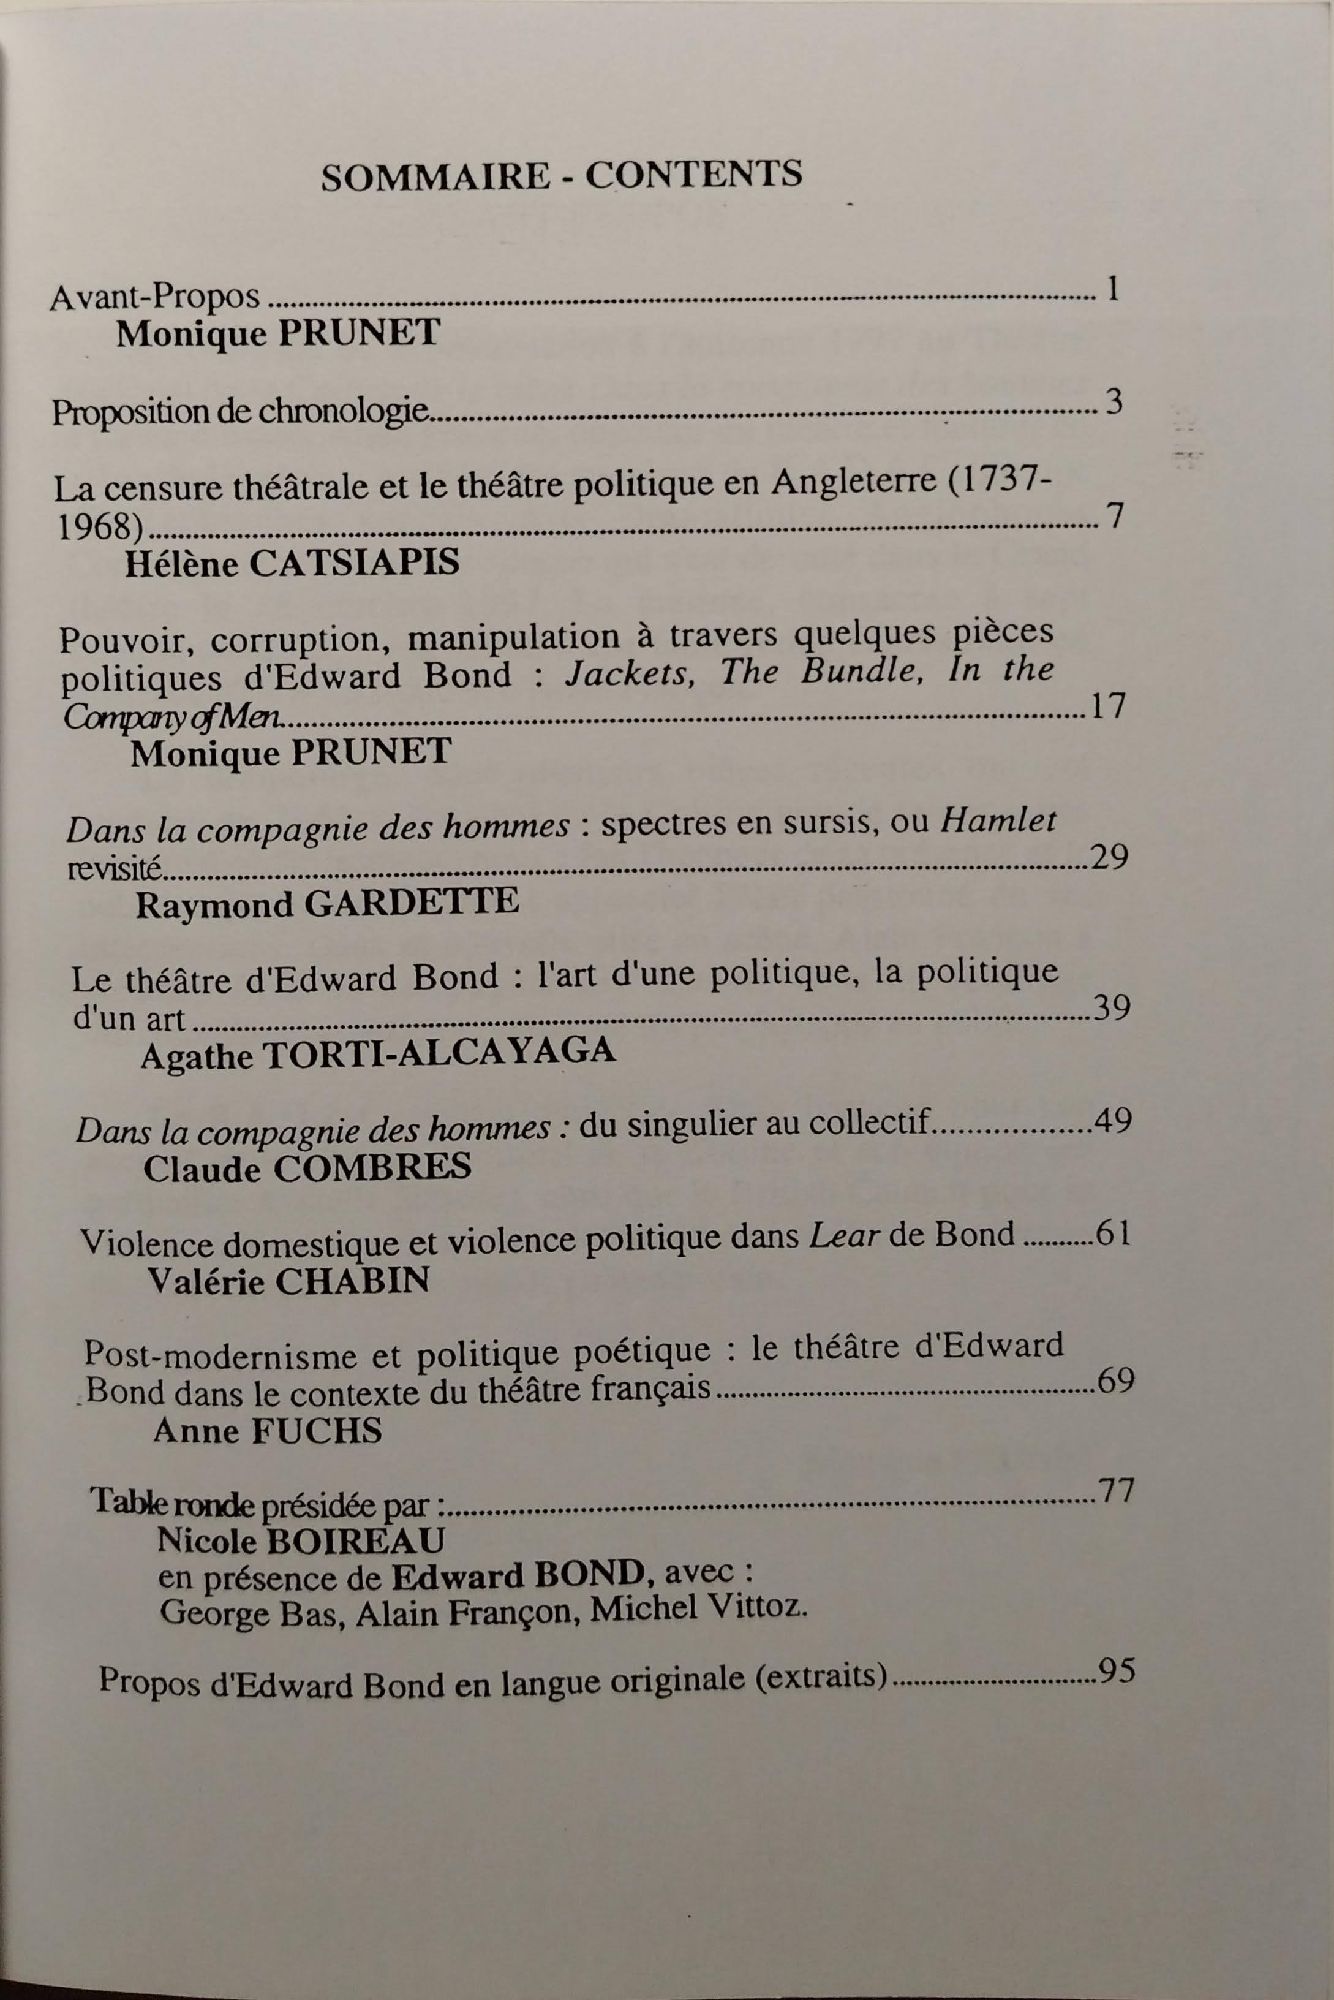 SOMMAIRE - CONTENTS
Avant-Propos ........................................ 1
Monique PRUNET
Proposition de chronologie........................................ 3
La censure théâtrale et le théâtre politique en Angleterre (1737-
1968)........................................ 7
Hélène CATSIAPIS
Pouvoir, corruption, manipulation à travers quelques pièces
politiques d'Edward Bond : Jackets, The Bundle, In the
Company of Men........................................17
Monique PRUNET
Dans la compagnie des hommes : spectres en sursis, ou Hamlet
revisité........................................29
Raymond GARDETTE
Le théâtre d'Edward Bond : l'art d'une politique, la politique
d'un art ........................................39
Agathe TORTI-ALCAYAGA
Dans la compagnie des hommes : du singulier au collectif..................49
Claude COMBRES
Violence domestique et violence politique dans Lear de Bond ..........61
Valérie CHABIN
Post-modernisme et politique poétique : le théâtre d'Edward
Bond dans le contexte du théâtre français........................................69
Anne FUCHS
Table ronde présidée par :........................................77
Nicole BOIREAU
en présence de Edward BOND, avec :
George Bas, Alain Françon, Michel Vittoz.
Propos d'Edward Bond en langue originale (extraits)..............................95